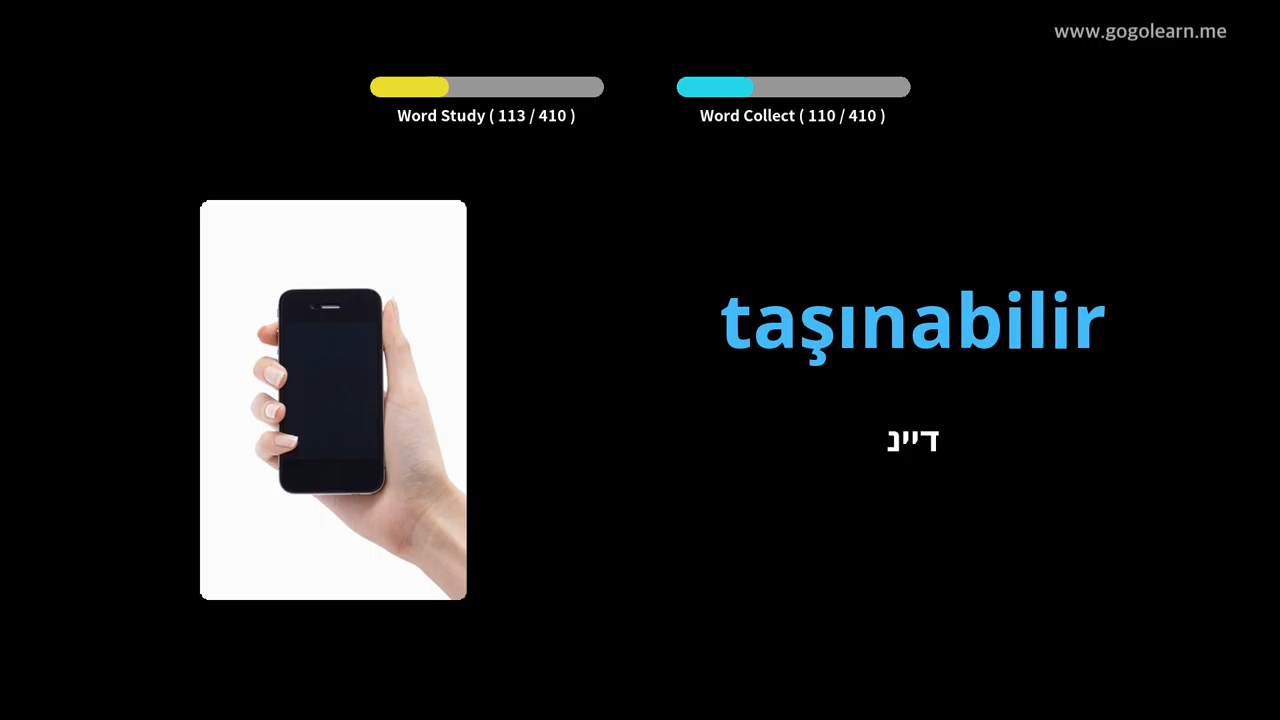 www.gogolearn.me
Word Study ( 113 / 410 )
Word Collect ( 110 / 410 )
taşınabilir
דיינ